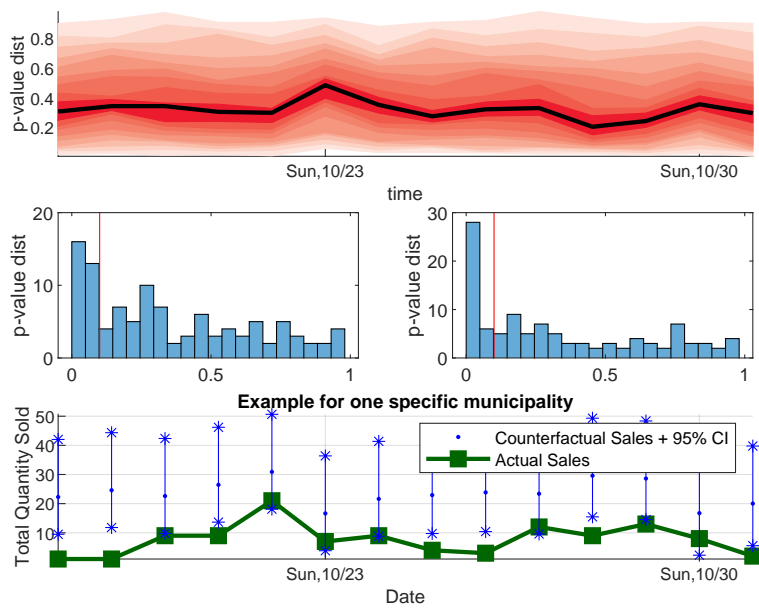 p-value dist
0.8
0.6
0.4
0.2
Sun,10/23
Sun,10/30
time
p-value dist
20
10
0
0
0.5
1
p-value dist
30
20
10
0
0
0.5
1
Example for one specific municipality
Total Quantity Sold
50
40
30
20
10
Counterfactual Sales + 95% CI
Actual Sales
Sun,10/23
Sun,10/30
Date